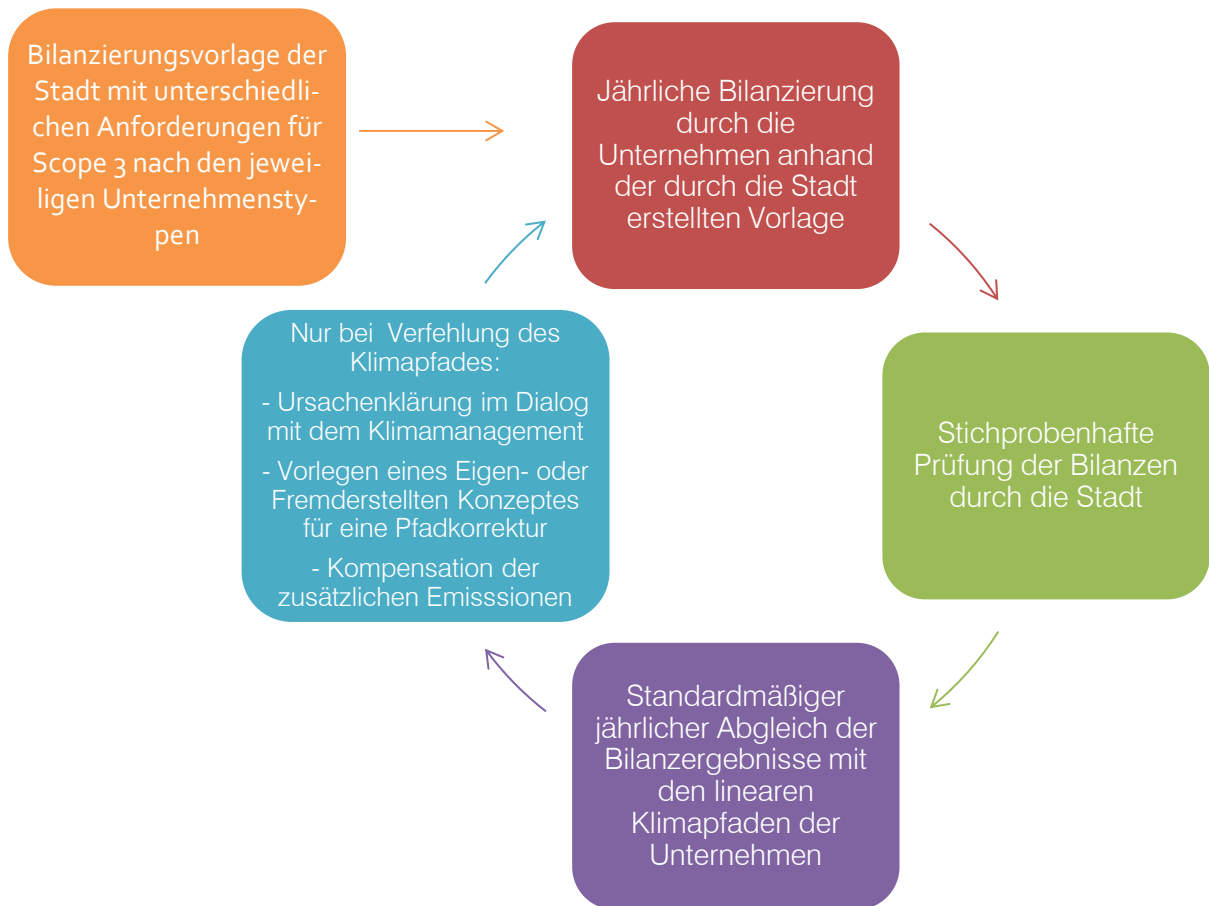 Bilanzierungsvorlage der
Stadt mit unterschiedli-
chen Anforderungen für
Scope 3 nach den jewei-
ligen Unternehmensty-
pen
Jährliche Bilanzierung
durch die
Unternehmen anhand
der durch die Stadt
erstellten Vorlage
Stichprobenhafte
Prüfung der Bilanzen
durch die Stadt
Standardmäßiger
jährlicher Abgleich der
Bilanzergebnisse mit
den linearen
Klimapfaden der
Unternehmen
Nur bei Verfehlung des
Klimapfades:
- Ursachenklärung im Dialog
mit dem Klimamanagement
- Vorlegen eines Eigen- oder
Fremderstellten Konzeptes
für eine Pfadkorrektur
- Kompensation der
zusätzlichen Emisssionen